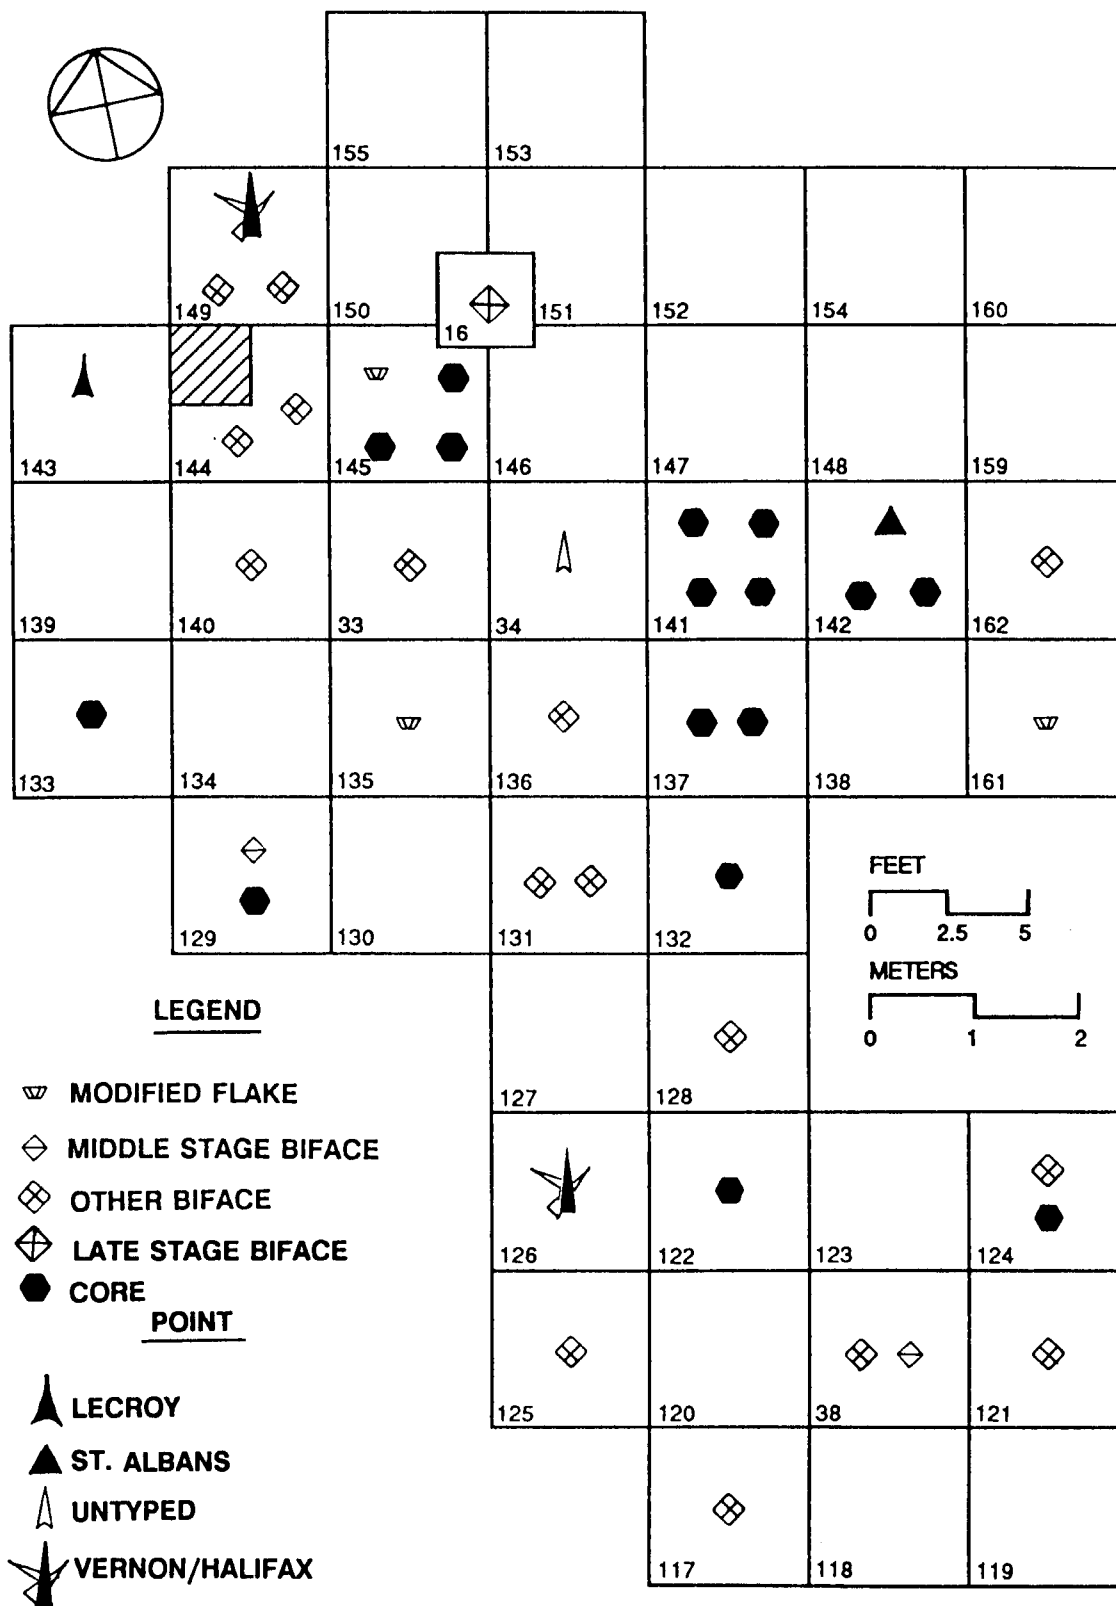 155 153
149 150 16 151 152 154 160
143 144 145 146 147 148 159
139 140 33 34 141 142 162
133 134 135 136 137 138 161
129 130 131 132
FEET
0 2.5 5
METERS
0 1 2
127 128
126 122 123 124
125 120 38 121
117 118 119
LEGEND
MODIFIED FLAKE
MIDDLE STAGE BIFACE
OTHER BIFACE
LATE STAGE BIFACE
CORE
POINT
LECROY
ST. ALBANS
UNTYPED
VERNON/HALIFAX